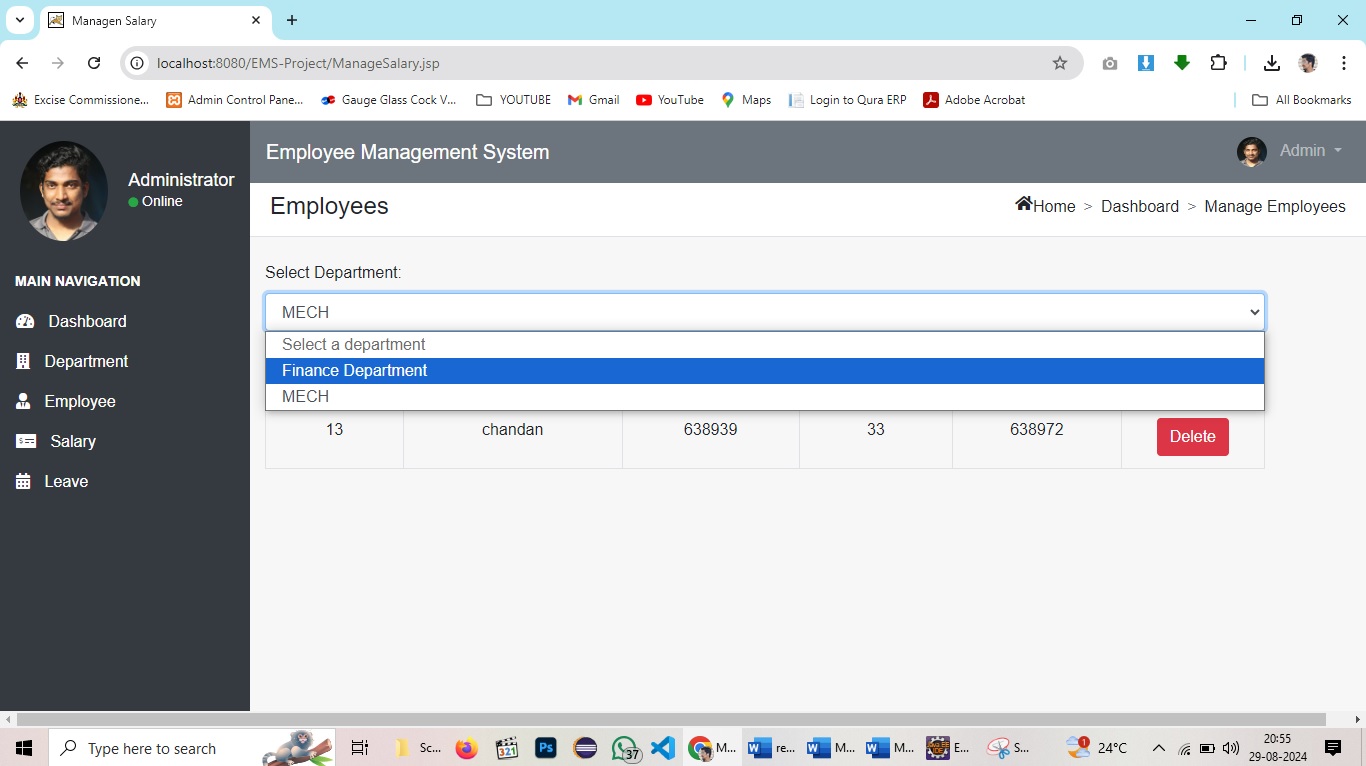 Managen Salary
localhost:8080/EMS-Project/ManageSalary.jsp
Excise Commissione... Admin Control Pane... Gauge Glass Cock V... YOUTUBE Gmail YouTube Maps Login to Qura ERP Adobe Acrobat All Bookmarks
Administrator
Online
Employee Management System
Admin
Employees
Home > Dashboard > Manage Employees
MAIN NAVIGATION
Dashboard
Department
Employee
Salary
Leave
Select Department:
MECH
Select a department
Finance Department
MECH
13 chandan 638939 33 638972 Delete
Type here to search
Sc...
321
Ps
37
M...
re...
M...
M...
E...
S...
1
24°C
20:55
29-08-2024